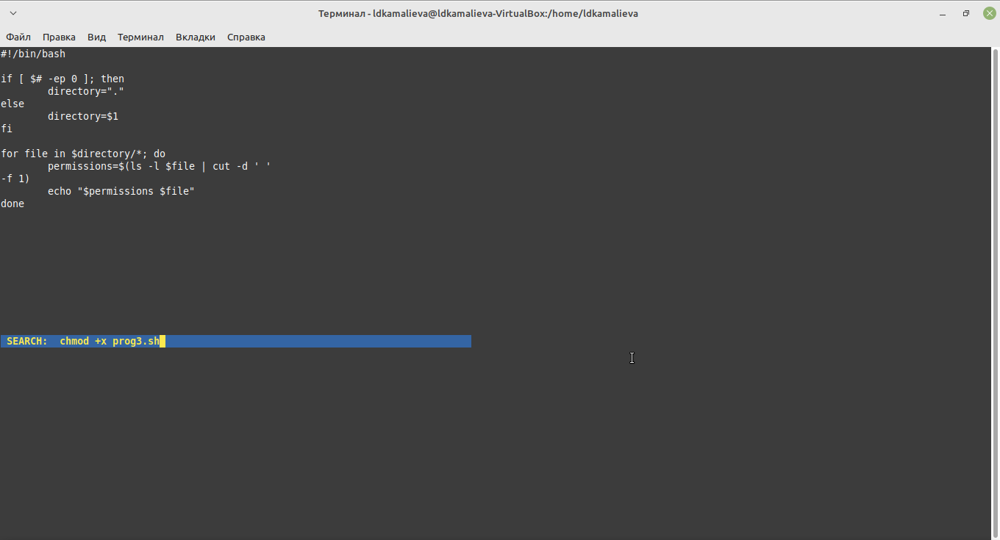 Терминал - ldkamalieva@ldkamalieva-VirtualBox:/home/ldkamalieva
Файл Правка Вид Терминал Вкладки Справка
#!/bin/bash
if [ $# -ep 0 ]; then
directory="."
else
directory=$1
fi
for file in $directory/*; do
permissions=$(ls -l $file | cut -d ' '
-f 1)
echo "$permissions $file"
done
SEARCH: chmod +x prog3.sh